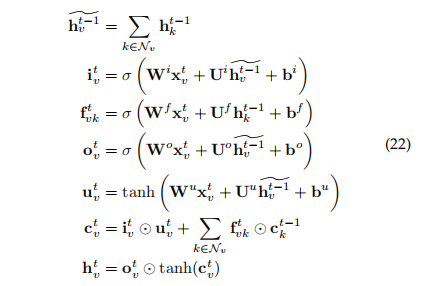 $\widetilde{\mathbf{h}_v^{t-1}} = \sum_{k \in \mathcal{N}_v} \mathbf{h}_k^{t-1}$
$\mathbf{i}_v^t = \sigma \left( \mathbf{W}^i \mathbf{x}_v^t + \mathbf{U}^i \widetilde{\mathbf{h}_v^{t-1}} + \mathbf{b}^i \right)$
$\mathbf{f}_{vk}^t = \sigma \left( \mathbf{W}^f \mathbf{x}_v^t + \mathbf{U}^f \mathbf{h}_k^{t-1} + \mathbf{b}^f \right)$
$\mathbf{o}_v^t = \sigma \left( \mathbf{W}^o \mathbf{x}_v^t + \mathbf{U}^o \widetilde{\mathbf{h}_v^{t-1}} + \mathbf{b}^o \right)$ (22)
$\mathbf{u}_v^t = \tanh \left( \mathbf{W}^u \mathbf{x}_v^t + \mathbf{U}^u \widetilde{\mathbf{h}_v^{t-1}} + \mathbf{b}^u \right)$
$\mathbf{c}_v^t = \mathbf{i}_v^t \odot \mathbf{u}_v^t + \sum_{k \in \mathcal{N}_v} \mathbf{f}_{vk}^t \odot \mathbf{c}_k^{t-1}$
$\mathbf{h}_v^t = \mathbf{o}_v^t \odot \tanh(\mathbf{c}_v^t)$